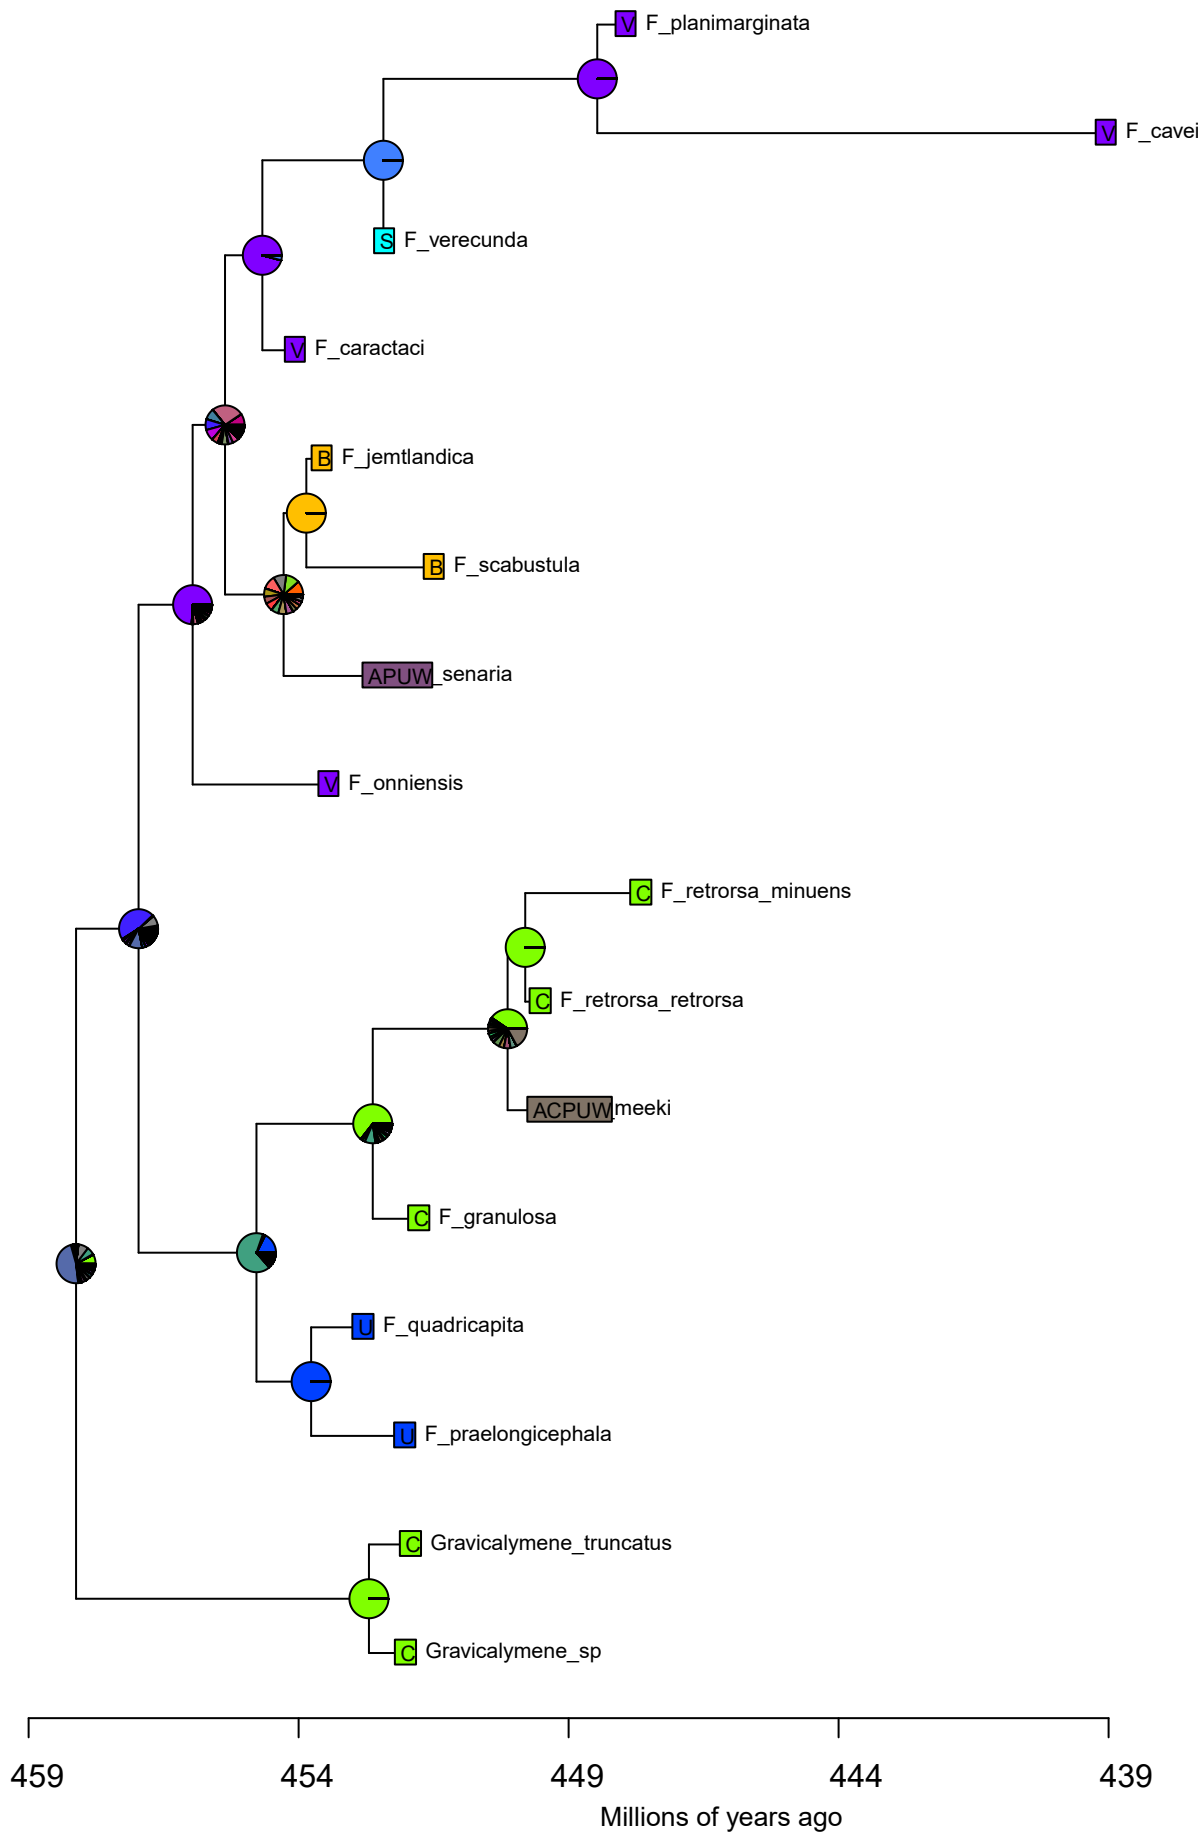 V F_planimarginata
V F_cavei
S F_verecunda
V F_caractaci
B F_jemtlandica
B F_scabustula
APUW_senaria
V F_onniensis
C F_retrorsa_minuens
C F_retrorsa_retrorsa
ACPUW_meeki
C F_granulosa
U F_quadricapita
U F_praelongicephala
C Gravicalymene_truncatus
C Gravicalymene_sp
459 454 449 444 439
Millions of years ago